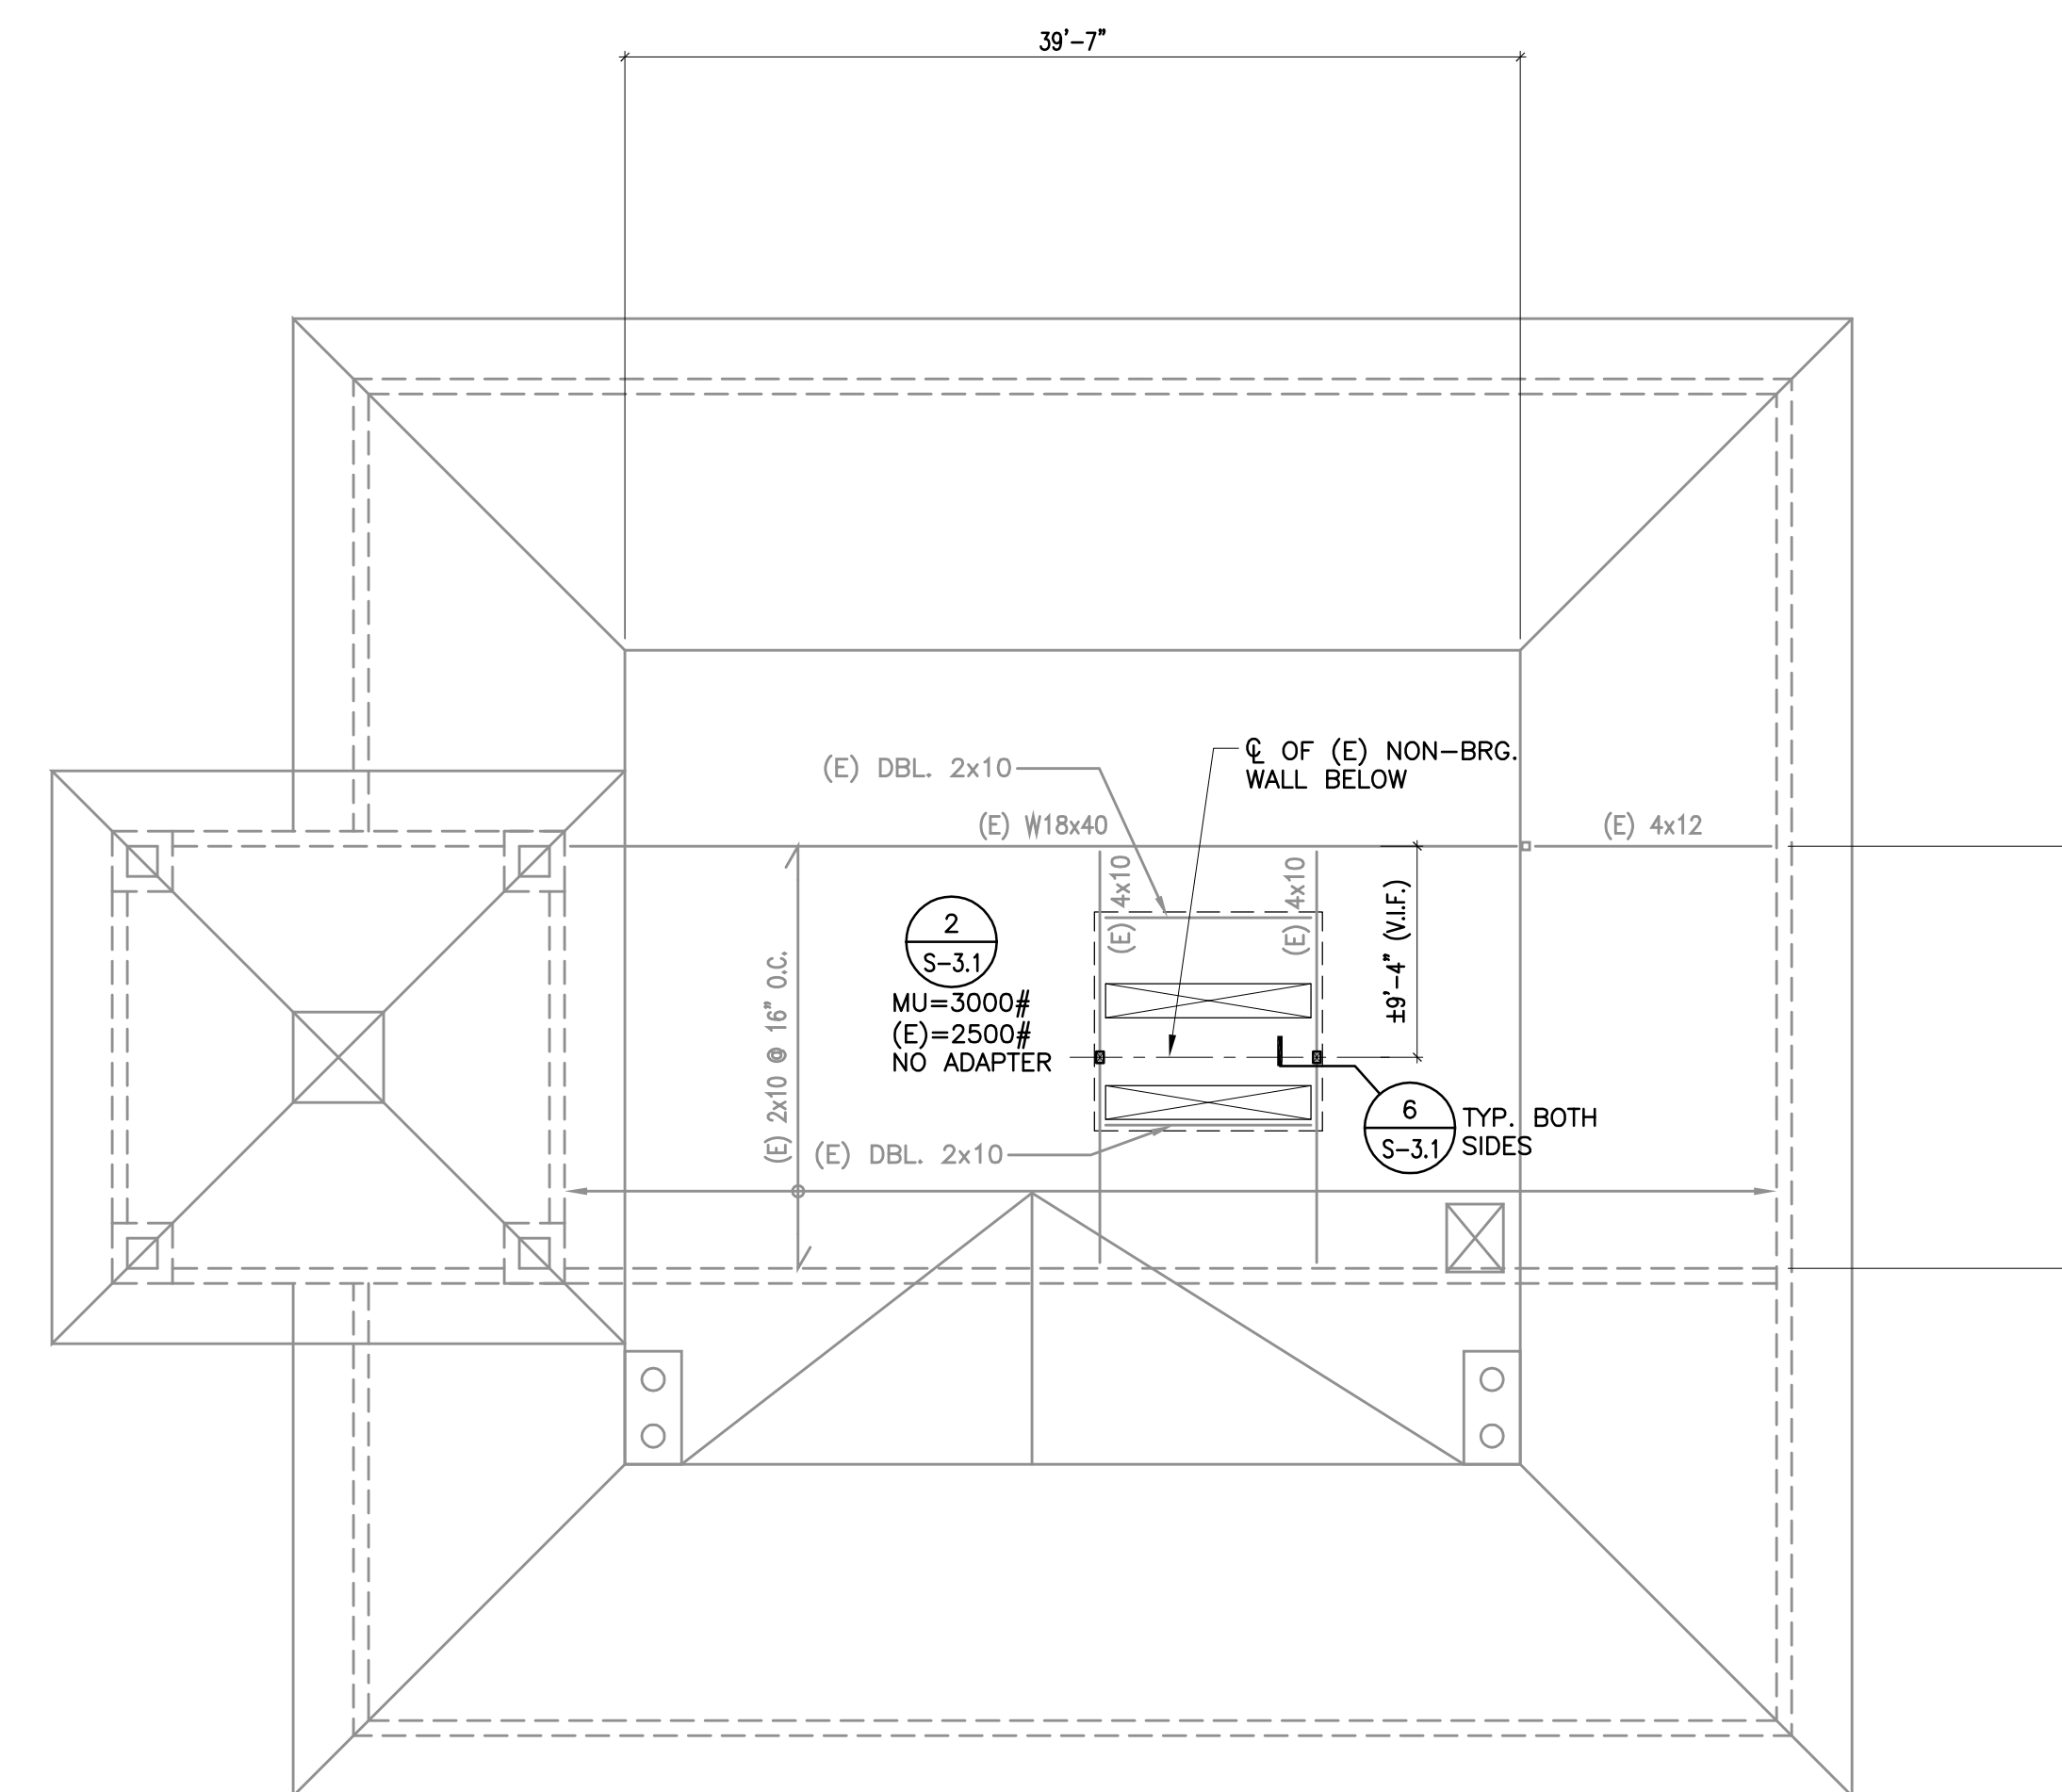 39'-7"
℄ OF (E) NON-BRG.
WALL BELOW
(E) DBL. 2x10
(E) W18x40
(E) 4x12
(E) 4x10
(E) 4x10
±9'-4" (V.I.F.)
2
S-3.1
MU=3000#
(E)=2500#
NO ADAPTER
(E) 2x10 @ 16" O.C.
6
S-3.1
TYP. BOTH
SIDES
(E) DBL. 2x10